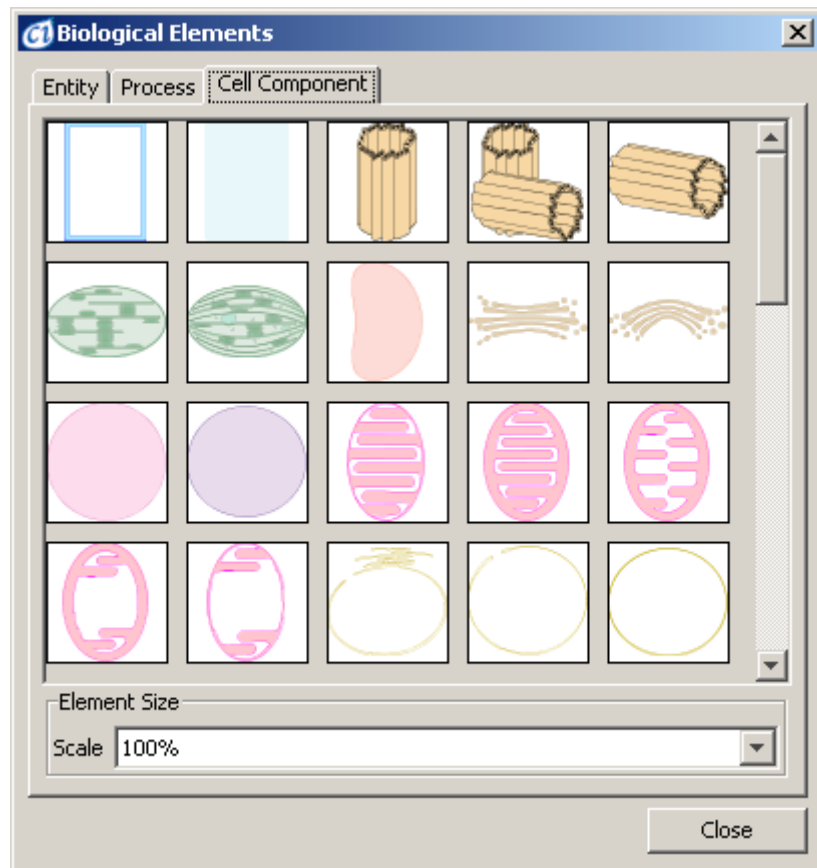 Biological Elements
Entity Process Cell Component
Element Size
Scale 100%
Close